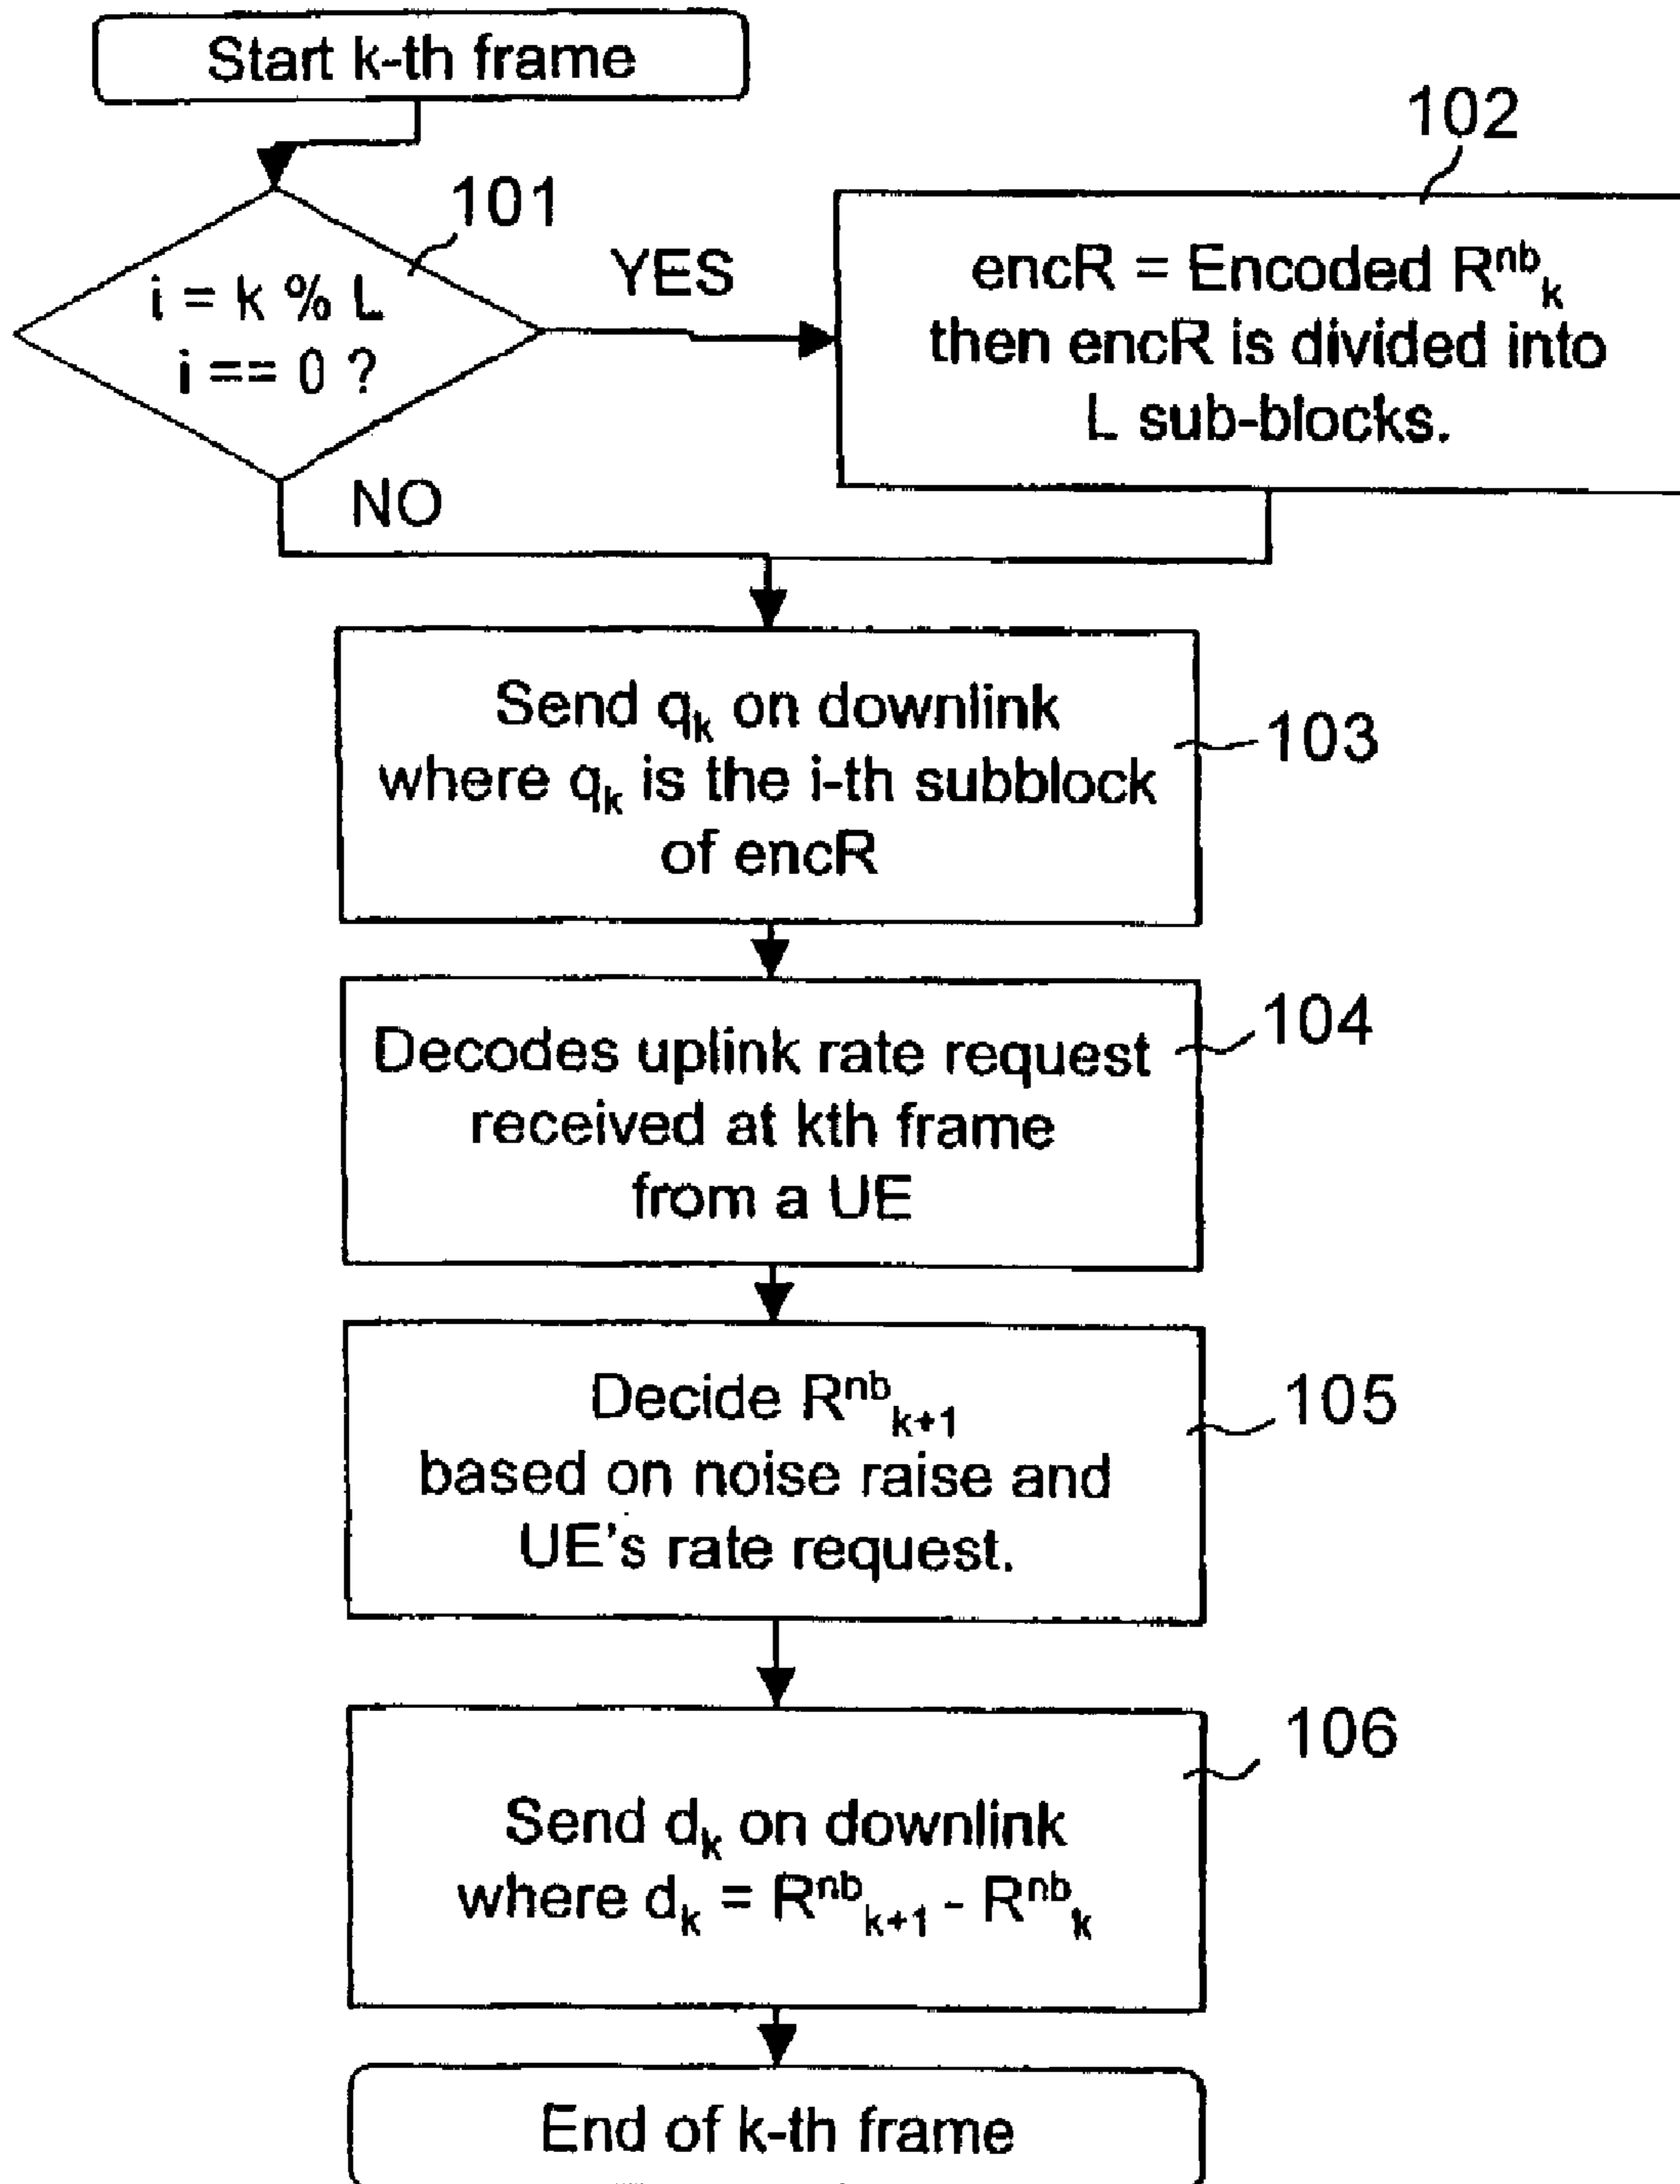 Start k-th frame
101
i = k % L
i == 0 ?
YES
NO
102
encR = Encoded R^nb_k
then encR is divided into
L sub-blocks.
Send q_k on downlink
where q_k is the i-th subblock
of encR
103
Decodes uplink rate request
received at kth frame
from a UE
104
Decide R^nb_k+1
based on noise raise and
UE's rate request.
105
Send d_k on downlink
where d_k = R^nb_k+1 - R^nb_k
106
End of k-th frame